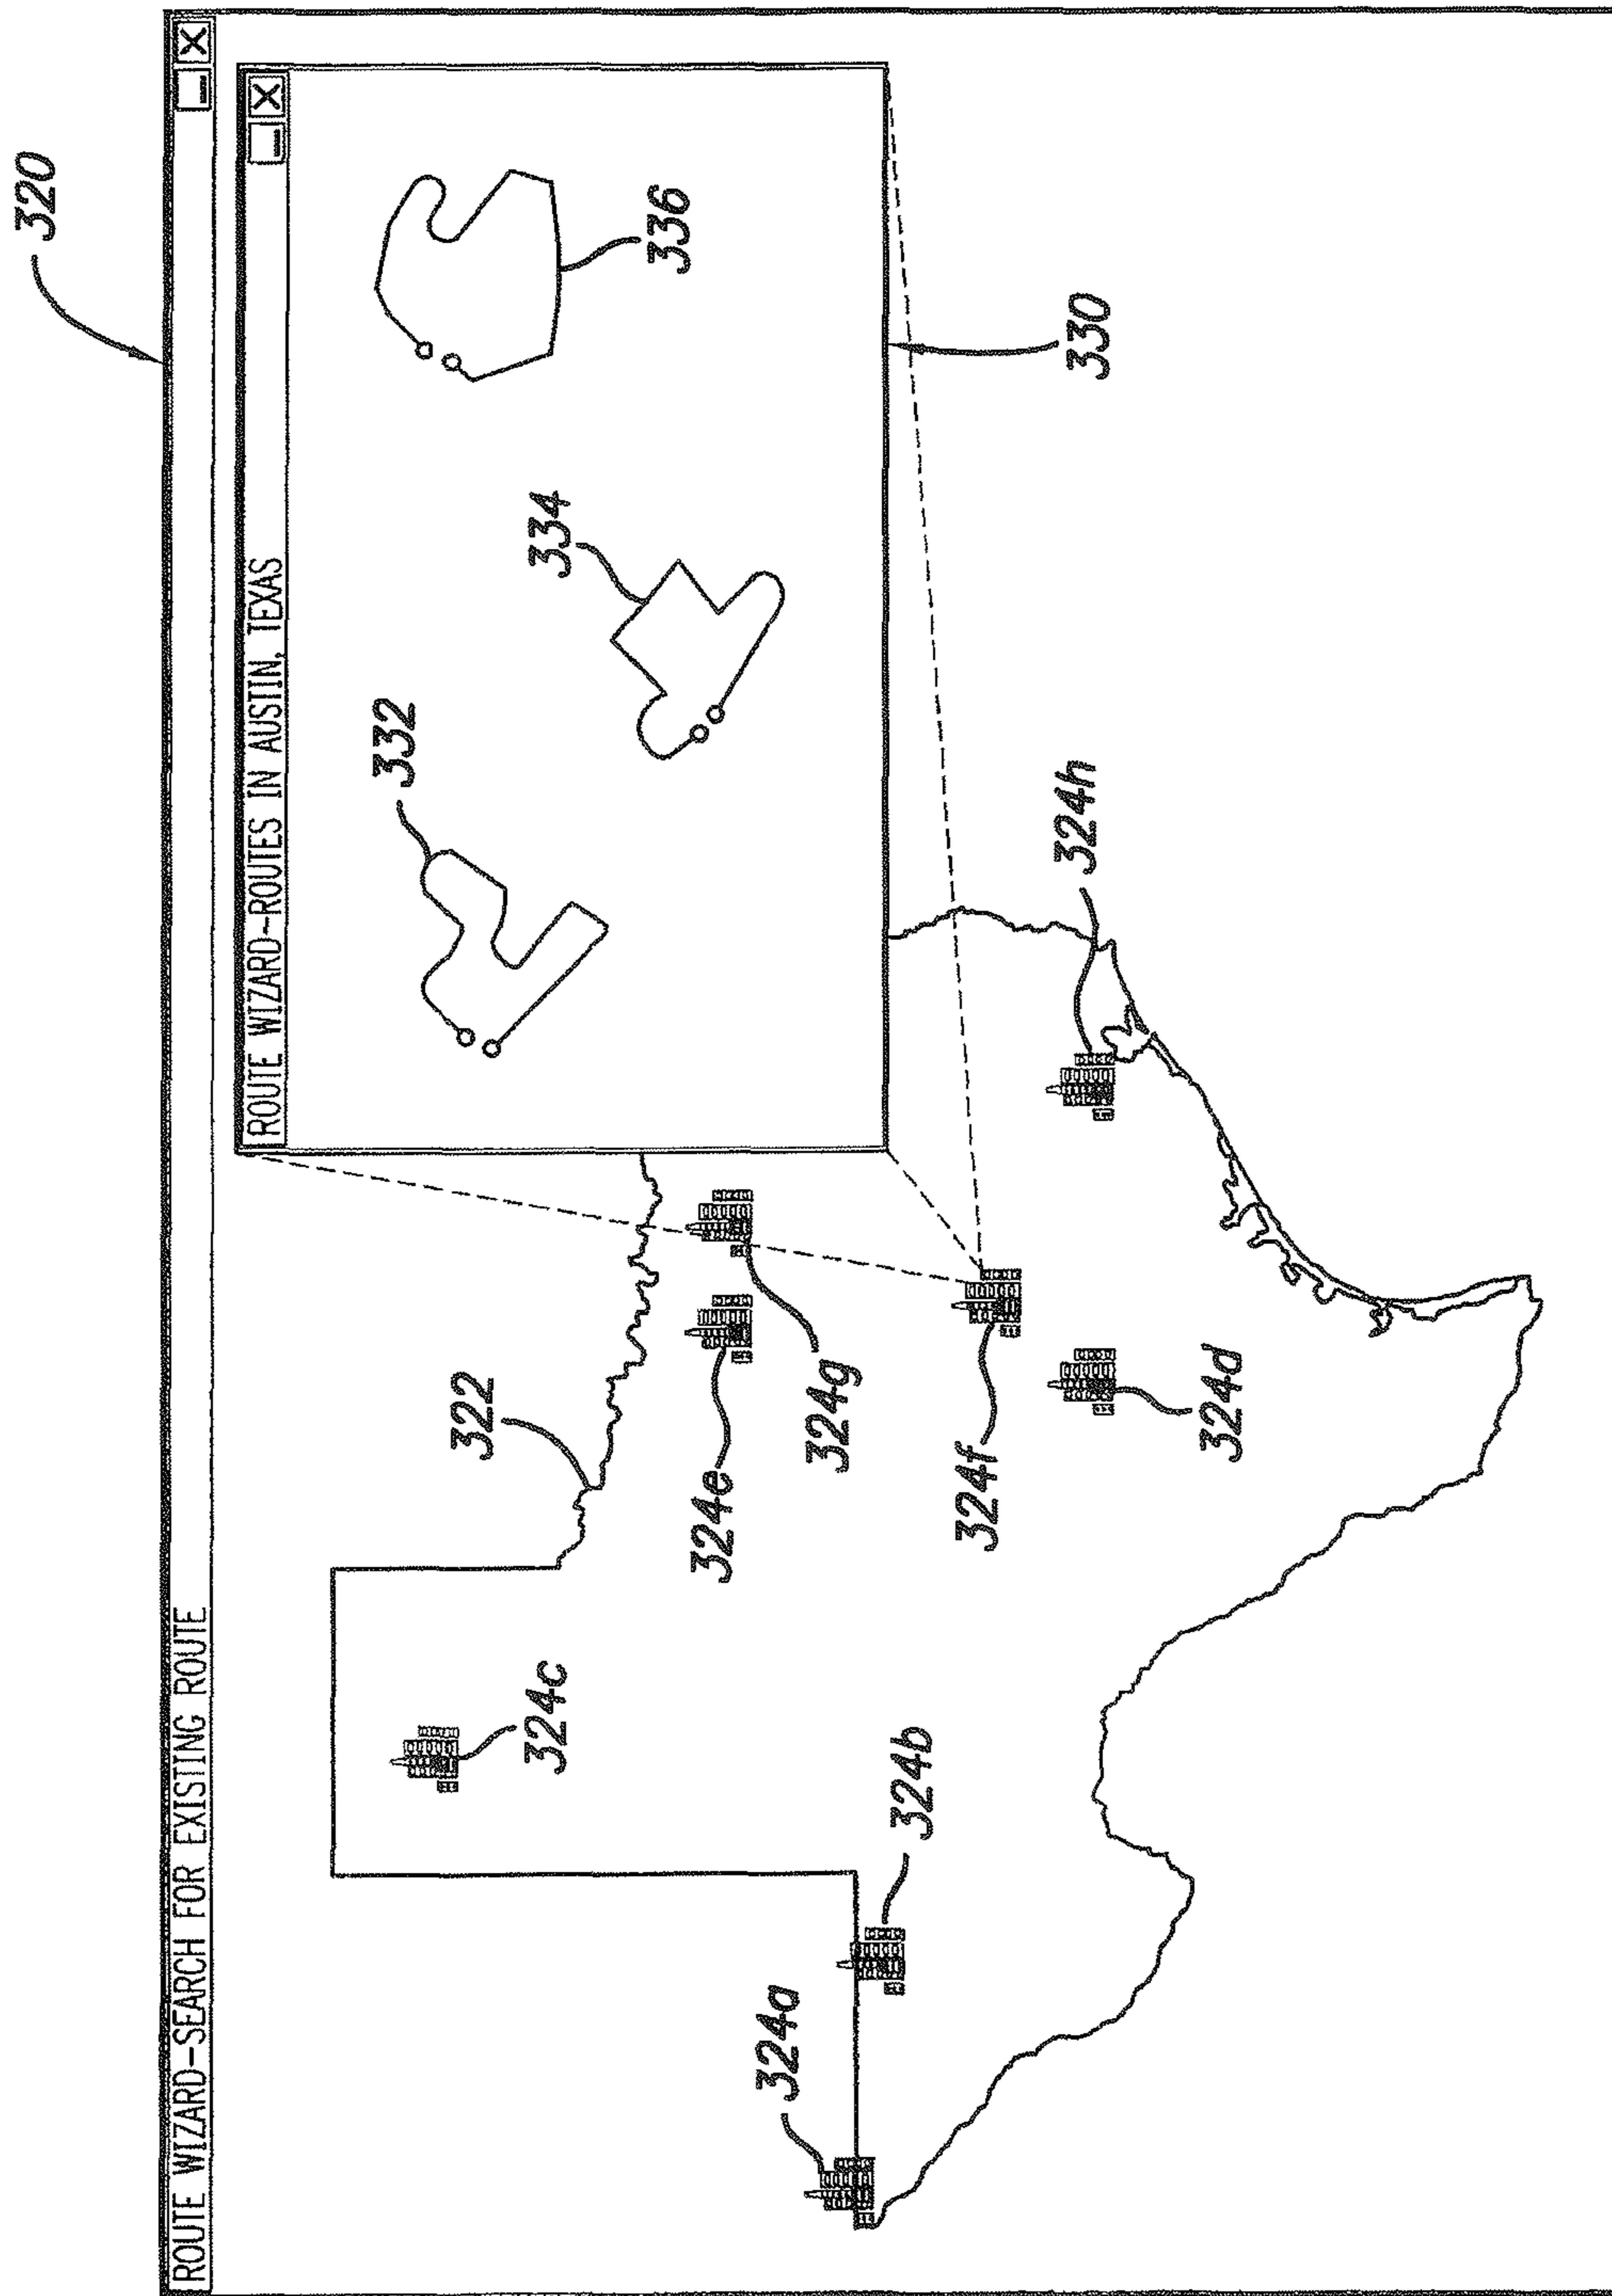 320
ROUTE WIZARD-SEARCH FOR EXISTING ROUTE
ROUTE WIZARD-ROUTES IN AUSTIN, TEXAS
332
334
336
330
322
324c
324e
324g
324a
324b
324f
324d
324h